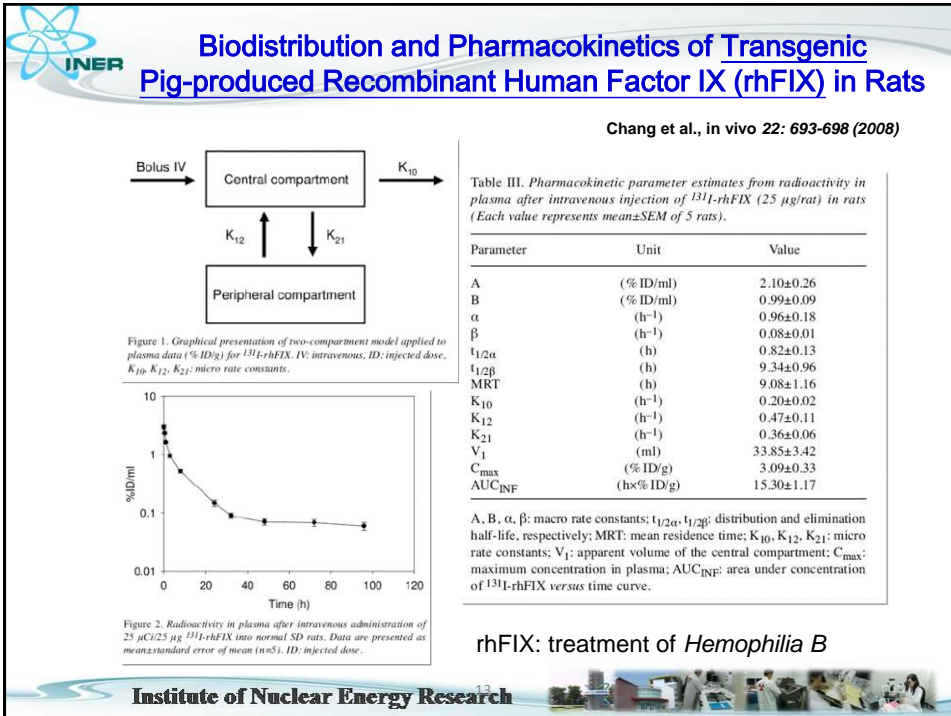 INER
Biodistribution and Pharmacokinetics of Transgenic
Pig-produced Recombinant Human Factor IX (rhFIX) in Rats
Chang et al., in vivo 22: 693-698 (2008)
Bolus IV
Central compartment
K10
K12
K21
Peripheral compartment
Figure 1. Graphical presentation of two-compartment model applied to
plasma data (% ID/g) for 131I-rhFIX. IV: intravenous, ID: injected dose,
K10, K12, K21: micro rate constants.
10
1
0.1
0.01
%ID/ml
0 20 40 60 80 100 120
Time (h)
Figure 2. Radioactivity in plasma after intravenous administration of
25 µCi/25 µg 131I-rhFIX into normal SD rats. Data are presented as
mean±standard error of mean (n=5). ID: injected dose.
Table III. Pharmacokinetic parameter estimates from radioactivity in
plasma after intravenous injection of 131I-rhFIX (25 µg/rat) in rats
(Each value represents mean±SEM of 5 rats).
Parameter Unit Value
A (% ID/ml) 2.10±0.26
B (% ID/ml) 0.99±0.09
α (h–1) 0.96±0.18
β (h–1) 0.08±0.01
t1/2α (h) 0.82±0.13
t1/2β (h) 9.34±0.96
MRT (h) 9.08±1.16
K10 (h–1) 0.20±0.02
K12 (h–1) 0.47±0.11
K21 (h–1) 0.36±0.06
V1 (ml) 33.85±3.42
Cmax (% ID/g) 3.09±0.33
AUCINF (h×% ID/g) 15.30±1.17
A, B, α, β: macro rate constants; t1/2α, t1/2β: distribution and elimination
half-life, respectively; MRT: mean residence time; K10, K12, K21: micro
rate constants; V1: apparent volume of the central compartment; Cmax:
maximum concentration in plasma; AUCINF: area under concentration
of 131I-rhFIX versus time curve.
rhFIX: treatment of Hemophilia B
Institute of Nuclear Energy Research
13